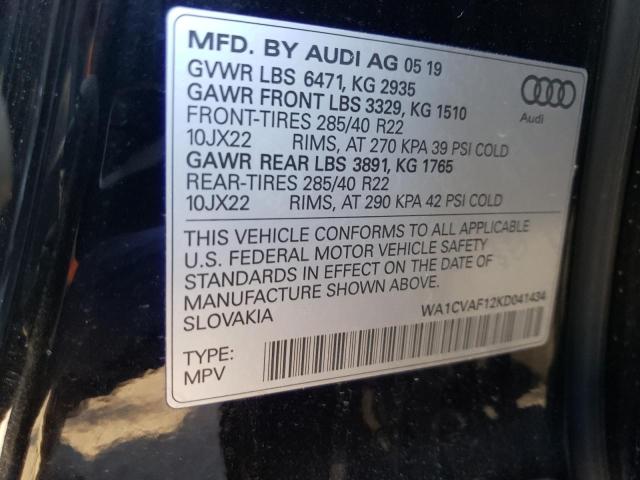 MFD. BY AUDI AG 05 19
GVWR LBS 6471, KG 2935
GAWR FRONT LBS 3329, KG 1510
FRONT-TIRES 285/40 R22
10JX22 RIMS, AT 270 KPA 39 PSI COLD
GAWR REAR LBS 3891, KG 1765
REAR-TIRES 285/40 R22
10JX22 RIMS, AT 290 KPA 42 PSI COLD
Audi
THIS VEHICLE CONFORMS TO ALL APPLICABLE
U.S. FEDERAL MOTOR VEHICLE SAFETY
STANDARDS IN EFFECT ON THE DATE OF
MANUFACTURE SHOWN ABOVE.
SLOVAKIA WA1CVAF12KD041434
TYPE:
MPV